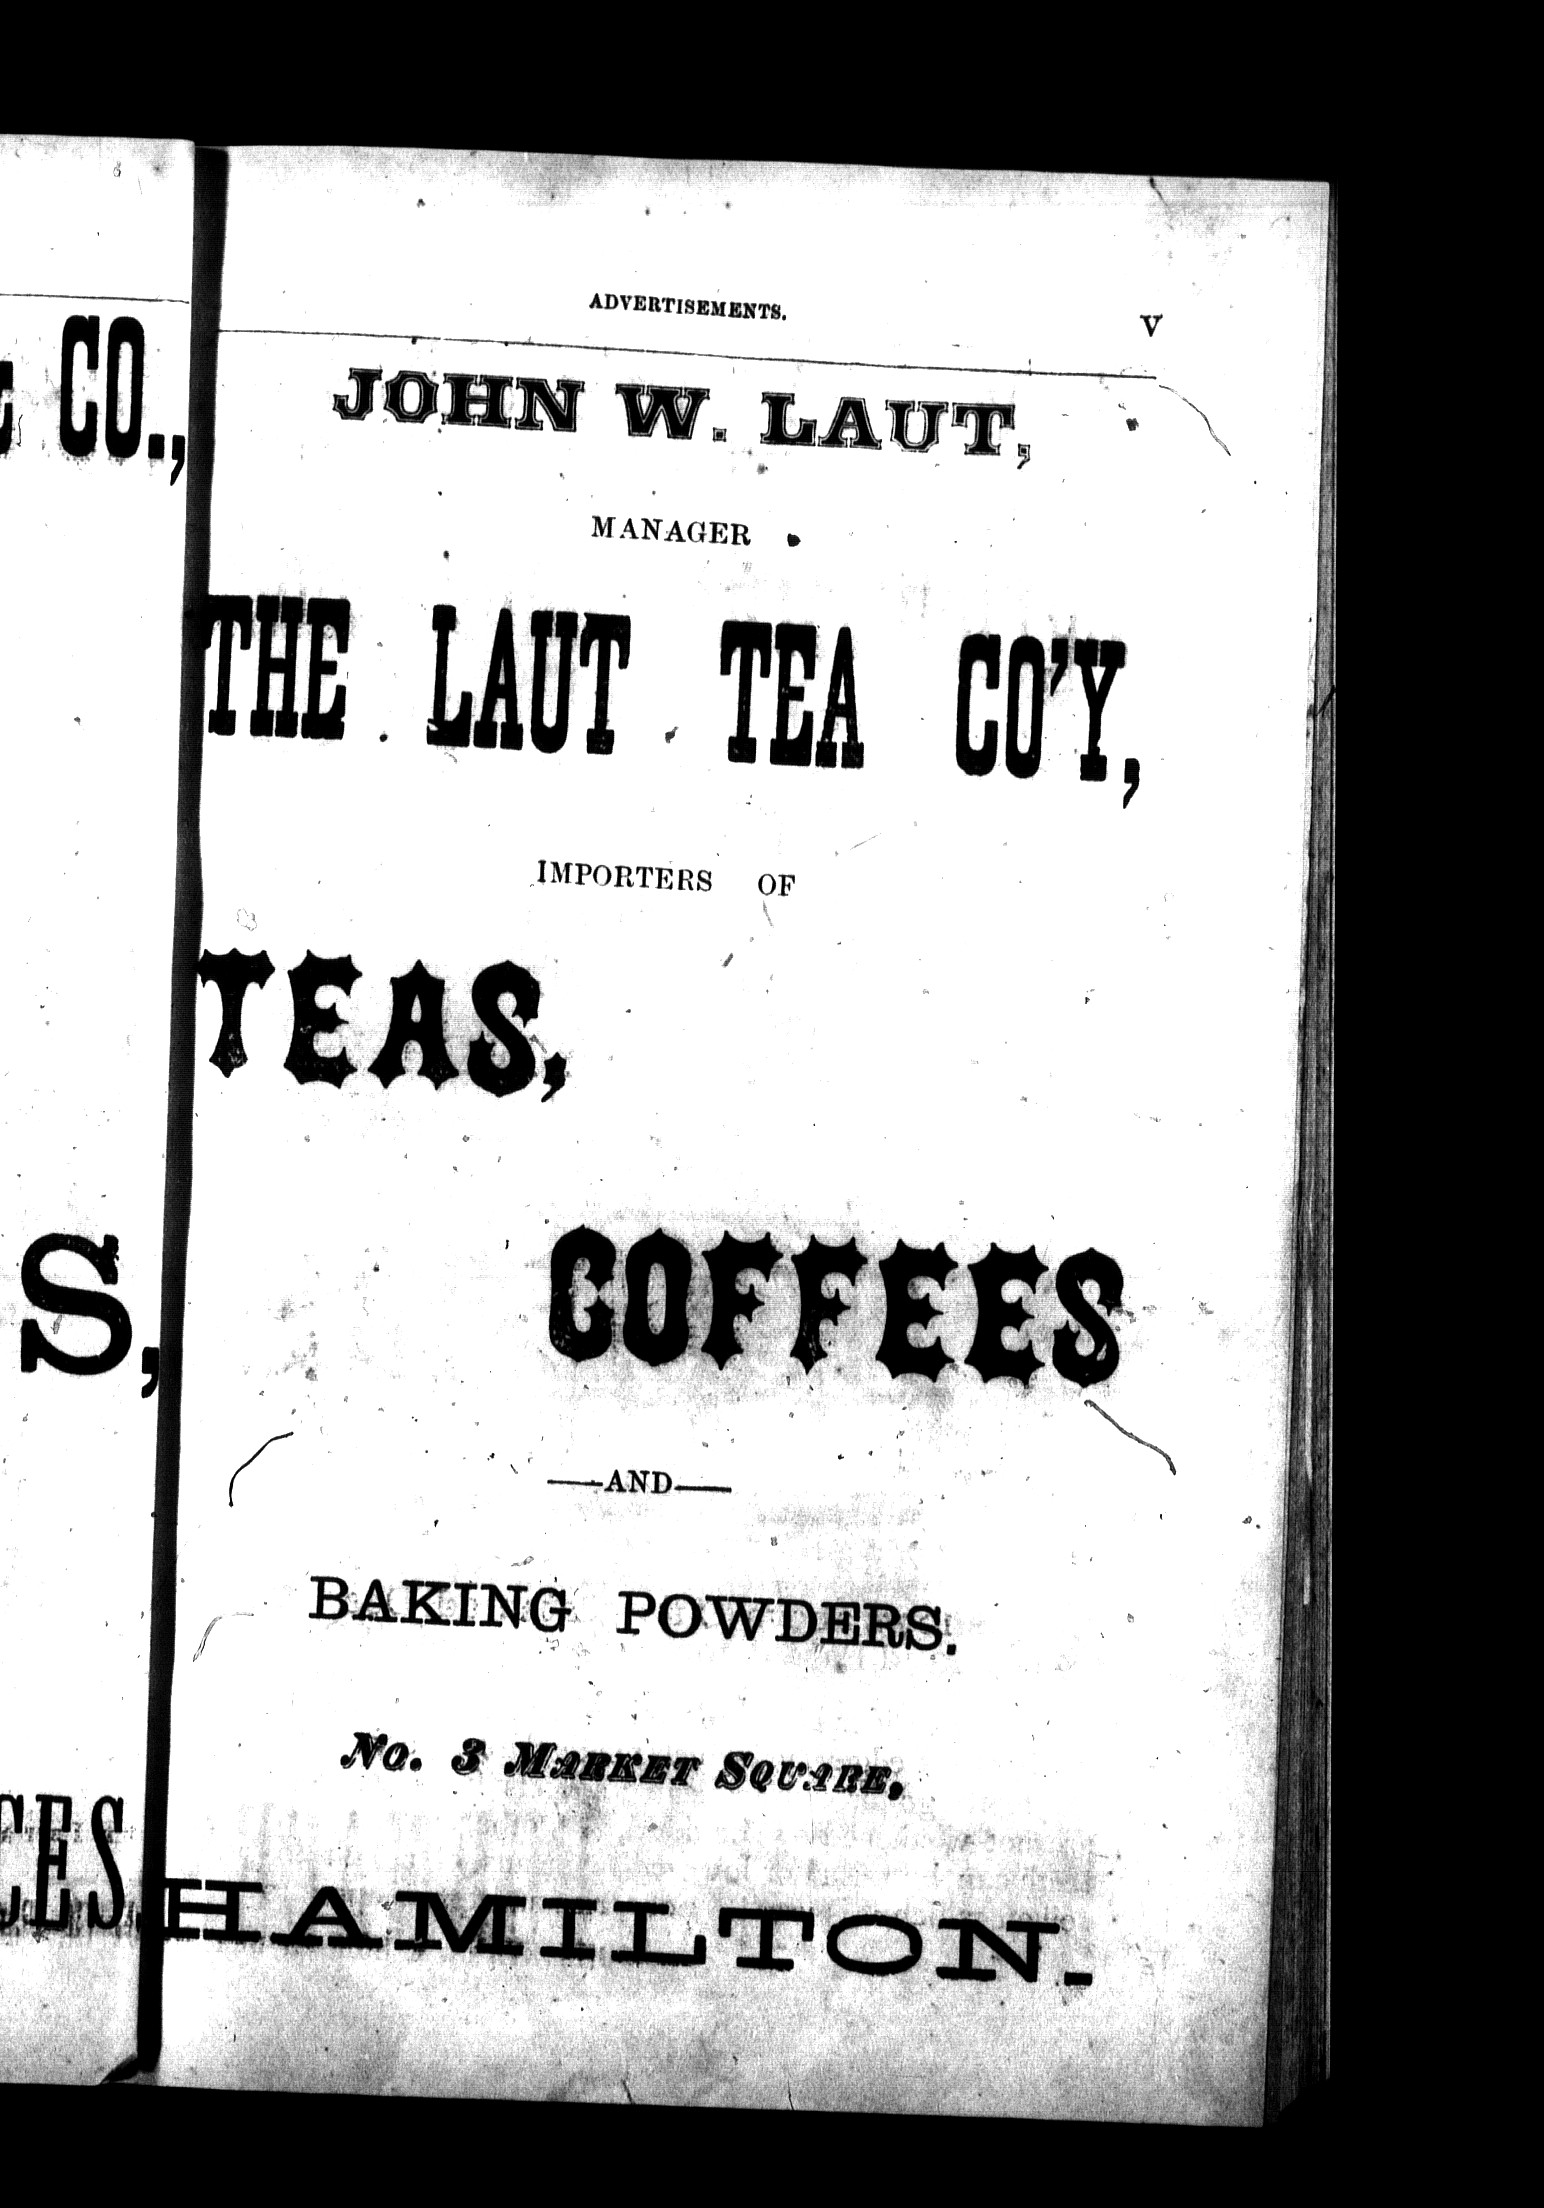 CO.,
S,
ADVERTISEMENTS. V
JOHN W. LAUT,
MANAGER
THE LAUT TEA CO'Y,
IMPORTERS OF
TEAS,
COFFEES
—AND—
BAKING POWDERS.
No. 3 MARKET SQUARE,
HAMILTON.